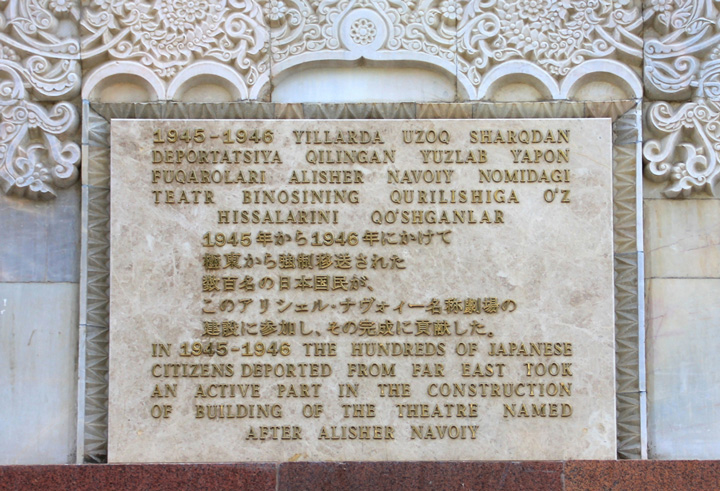 1945-1946 YILLARDA UZOQ SHARQDAN
DEPORTATSIYA QILINGAN YUZLAB YAPON
FUQAROLARI ALISHER NAVOIY NOMIDAGI
TEATR BINOSINING QURILISHIGA O‘Z
HISSALARINI QO‘SHGANLAR
1945年から1946年にかけて
極東から強制移送された
数百名の日本国民が、
このアリシェル・ナヴォィー名称劇場の
建設に参加し、その完成に貢献した。
IN 1945-1946 THE HUNDREDS OF JAPANESE
CITIZENS DEPORTED FROM FAR EAST TOOK
AN ACTIVE PART IN THE CONSTRUCTION
OF BUILDING OF THE THEATRE NAMED
AFTER ALISHER NAVOIY